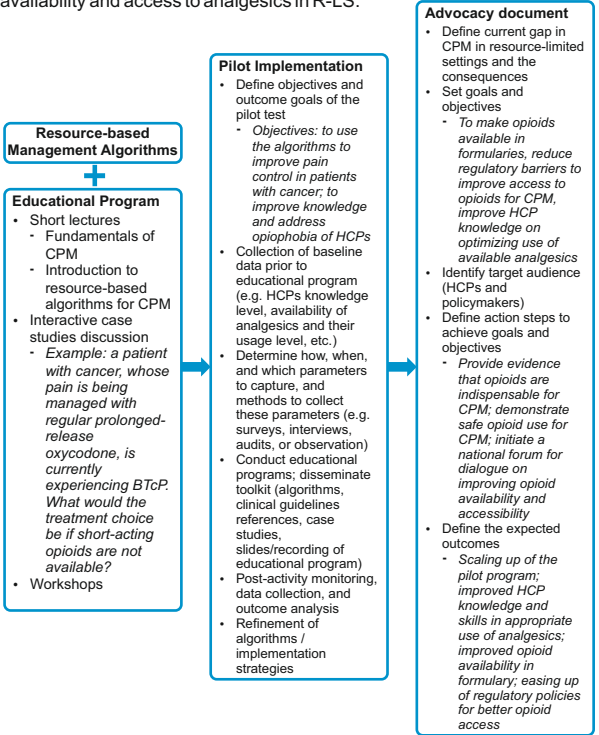 availability and access to analgesics in R-LS.
Resource-based
Management Algorithms
+
Educational Program
• Short lectures
- Fundamentals of
CPM
- Introduction to
resource-based
algorithms for CPM
• Interactive case
studies discussion
- Example: a patient
with cancer, whose
pain is being
managed with
regular prolonged-
release
oxycodone, is
currently
experiencing BTcP.
What would the
treatment choice
be if short-acting
opioids are not
available?
• Workshops
Pilot Implementation
• Define objectives and
outcome goals of the
pilot test
- Objectives: to use
the algorithms to
improve pain
control in patients
with cancer; to
improve knowledge
and address
opiophobia of HCPs
• Collection of baseline
data prior to
educational program
(e.g. HCPs knowledge
level, availability of
analgesics and their
usage level, etc.)
• Determine how, when,
and which parameters
to capture, and
methods to collect
these parameters (e.g.
surveys, interviews,
audits, or observation)
• Conduct educational
programs; disseminate
toolkit (algorithms,
clinical guidelines
references, case
studies,
slides/recording of
educational program)
• Post-activity monitoring,
data collection, and
outcome analysis
• Refinement of
algorithms /
implementation
strategies
Advocacy document
• Define current gap in
CPM in resource-limited
settings and the
consequences
• Set goals and
objectives
- To make opioids
available in
formularies, reduce
regulatory barriers to
improve access to
opioids for CPM,
improve HCP
knowledge on
optimizing use of
available analgesics
• Identify target audience
(HCPs and
policymakers)
• Define action steps to
achieve goals and
objectives
- Provide evidence
that opioids are
indispensable for
CPM; demonstrate
safe opioid use for
CPM; initiate a
national forum for
dialogue on
improving opioid
availability and
accessibility
• Define the expected
outcomes
- Scaling up of the
pilot program;
improved HCP
knowledge and
skills in appropriate
use of analgesics;
improved opioid
availability in
formulary; easing up
of regulatory policies
for better opioid
access